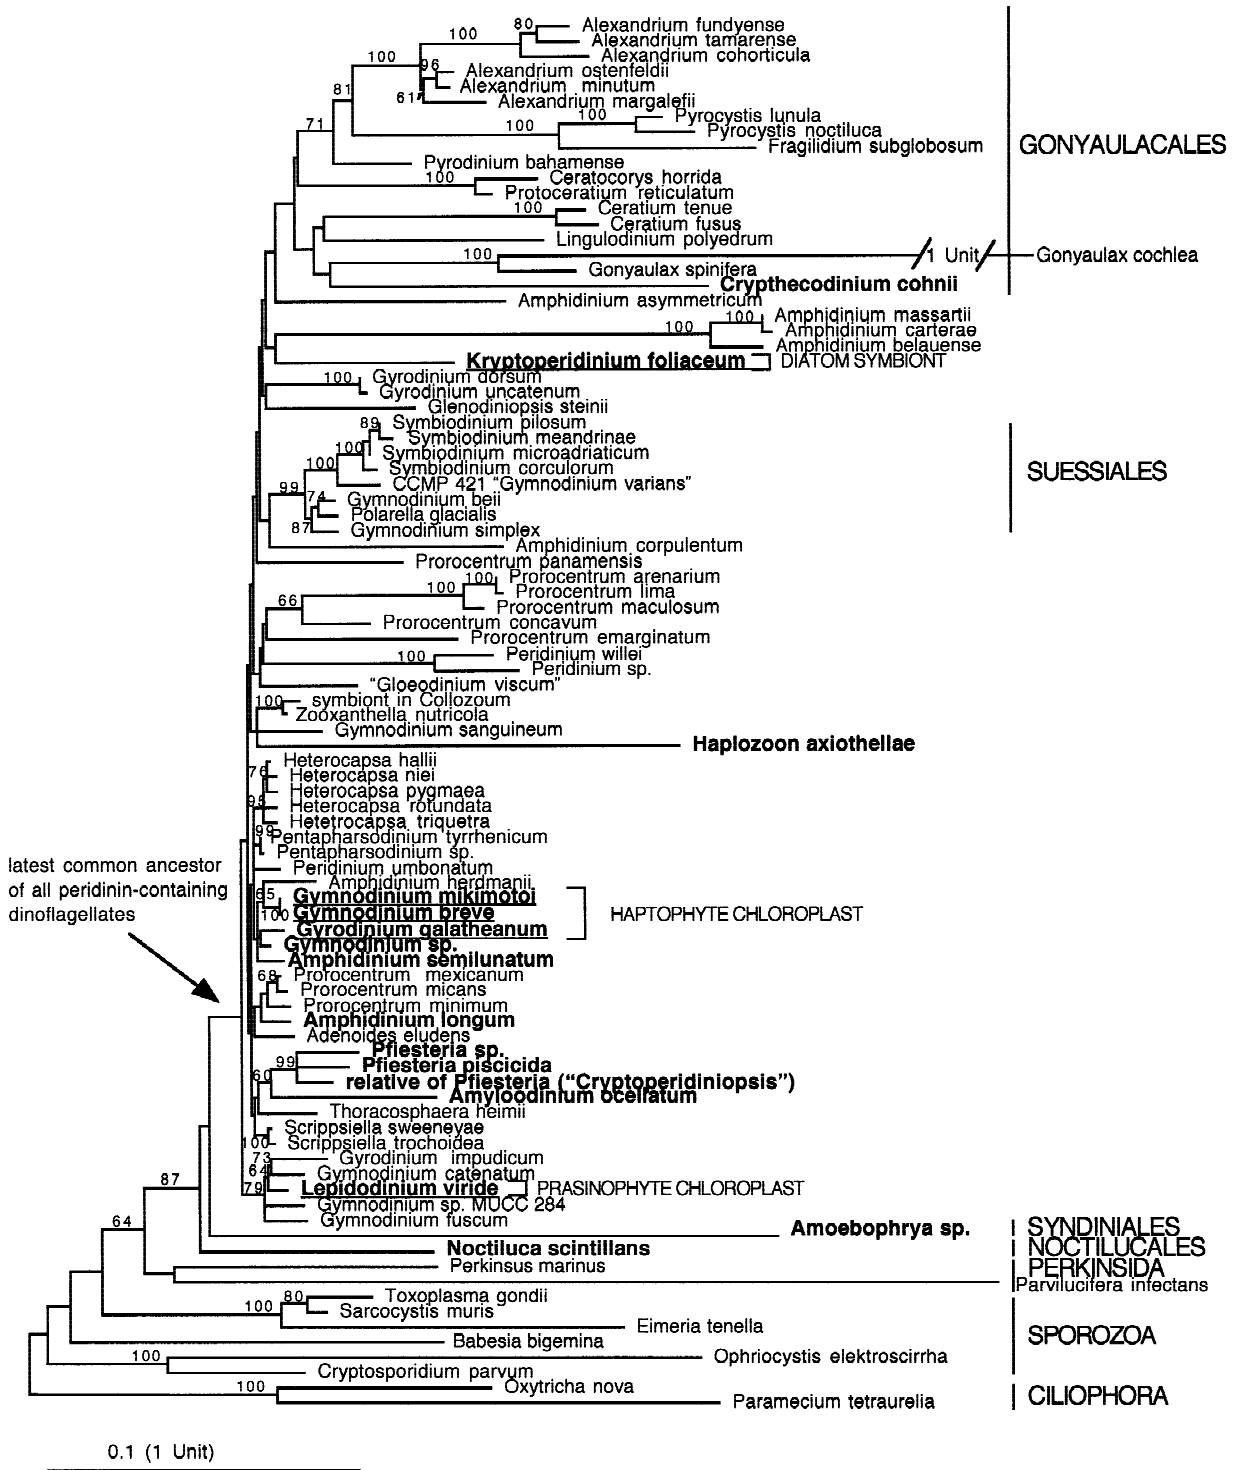 80 Alexandrium fundyense
100 Alexandrium tamarense
Alexandrium cohorticula
100
96 Alexandrium ostenfeldii
Alexandrium minutum
81
61 Alexandrium margalefii
100 Pyrocystis lunula
71 100 Pyrocystis noctiluca
Fragilidium subglobosum
GONYAULACALES
Pyrodinium bahamense
100 Ceratocorys horrida
Protoceratium reticulatum
100 Ceratium tenue
Ceratium fusus
Lingulodinium polyedrum
100 1 Unit Gonyaulax cochlea
Gonyaulax spinifera
Crypthecodinium cohnii
Amphidinium asymmetricum
100 Amphidinium massartii
100 Amphidinium carterae
Amphidinium belauense
Kryptoperidinium foliaceum DIATOM SYMBIONT
100 Gyrodinium dorsum
Gyrodinium uncatenum
Glenodiniopsis steinii
89 Symbiodinium pilosum
Symbiodinium meandrinae
100 Symbiodinium microadriaticum
100 Symbiodinium corculorum
SUESSIALES
CCMP 421 “Gymnodinium varians”
99 74 Gymnodinium beii
Polarella glacialis
87 Gymnodinium simplex
Amphidinium corpulentum
Prorocentrum panamensis
100 Prorocentrum arenarium
100 Prorocentrum lima
66 Prorocentrum maculosum
Prorocentrum concavum
Prorocentrum emarginatum
100 Peridinium willei
Peridinium sp.
“Gloeodinium viscum”
100 symbiont in Collozoum
Zooxanthella nutricola
Gymnodinium sanguineum
Haplozoon axiothellae
Heterocapsa hallii
76 Heterocapsa niei
Heterocapsa pygmaea
95 Heterocapsa rotundata
Hetetrocapsa triquetra
99 Pentapharsodinium tyrrhenicum
Pentapharsodinium sp.
Peridinium umbonatum
latest common ancestor
of all peridinin-containing
dinoflagellates
Amphidinium herdmanii
65 Gymnodinium mikimotoi
100 Gymnodinium breve HAPTOPHYTE CHLOROPLAST
Gyrodinium galatheanum
Gymnodinium sp.
Amphidinium semilunatum
68 Prorocentrum mexicanum
Prorocentrum micans
Prorocentrum minimum
Amphidinium longum
Adenoides eludens
Pfiesteria sp.
99 Pfiesteria piscicida
60 relative of Pfiesteria (“Cryptoperidiniopsis”)
Amyloodinium ocellatum
Thoracosphaera heimii
Scrippsiella sweeneyae
100 Scrippsiella trochoidea
73 Gyrodinium impudicum
64 Gymnodinium catenatum
79 Lepidodinium viride PRASINOPHYTE CHLOROPLAST
87
Gymnodinium sp. MUCC 284
Gymnodinium fuscum
64 Amoebophrya sp. SYNDINIALES
Noctiluca scintillans NOCTILUCALES
Perkinsus marinus PERKINSIDA
Parvilucifera infectans
80 Toxoplasma gondii
100 Sarcocystis muris
Eimeria tenella
SPOROZOA
Babesia bigemina
100 Ophriocystis elektroscirrha
Cryptosporidium parvum
100 Oxytricha nova
CILIOPHORA
Paramecium tetraurelia
0.1 (1 Unit)